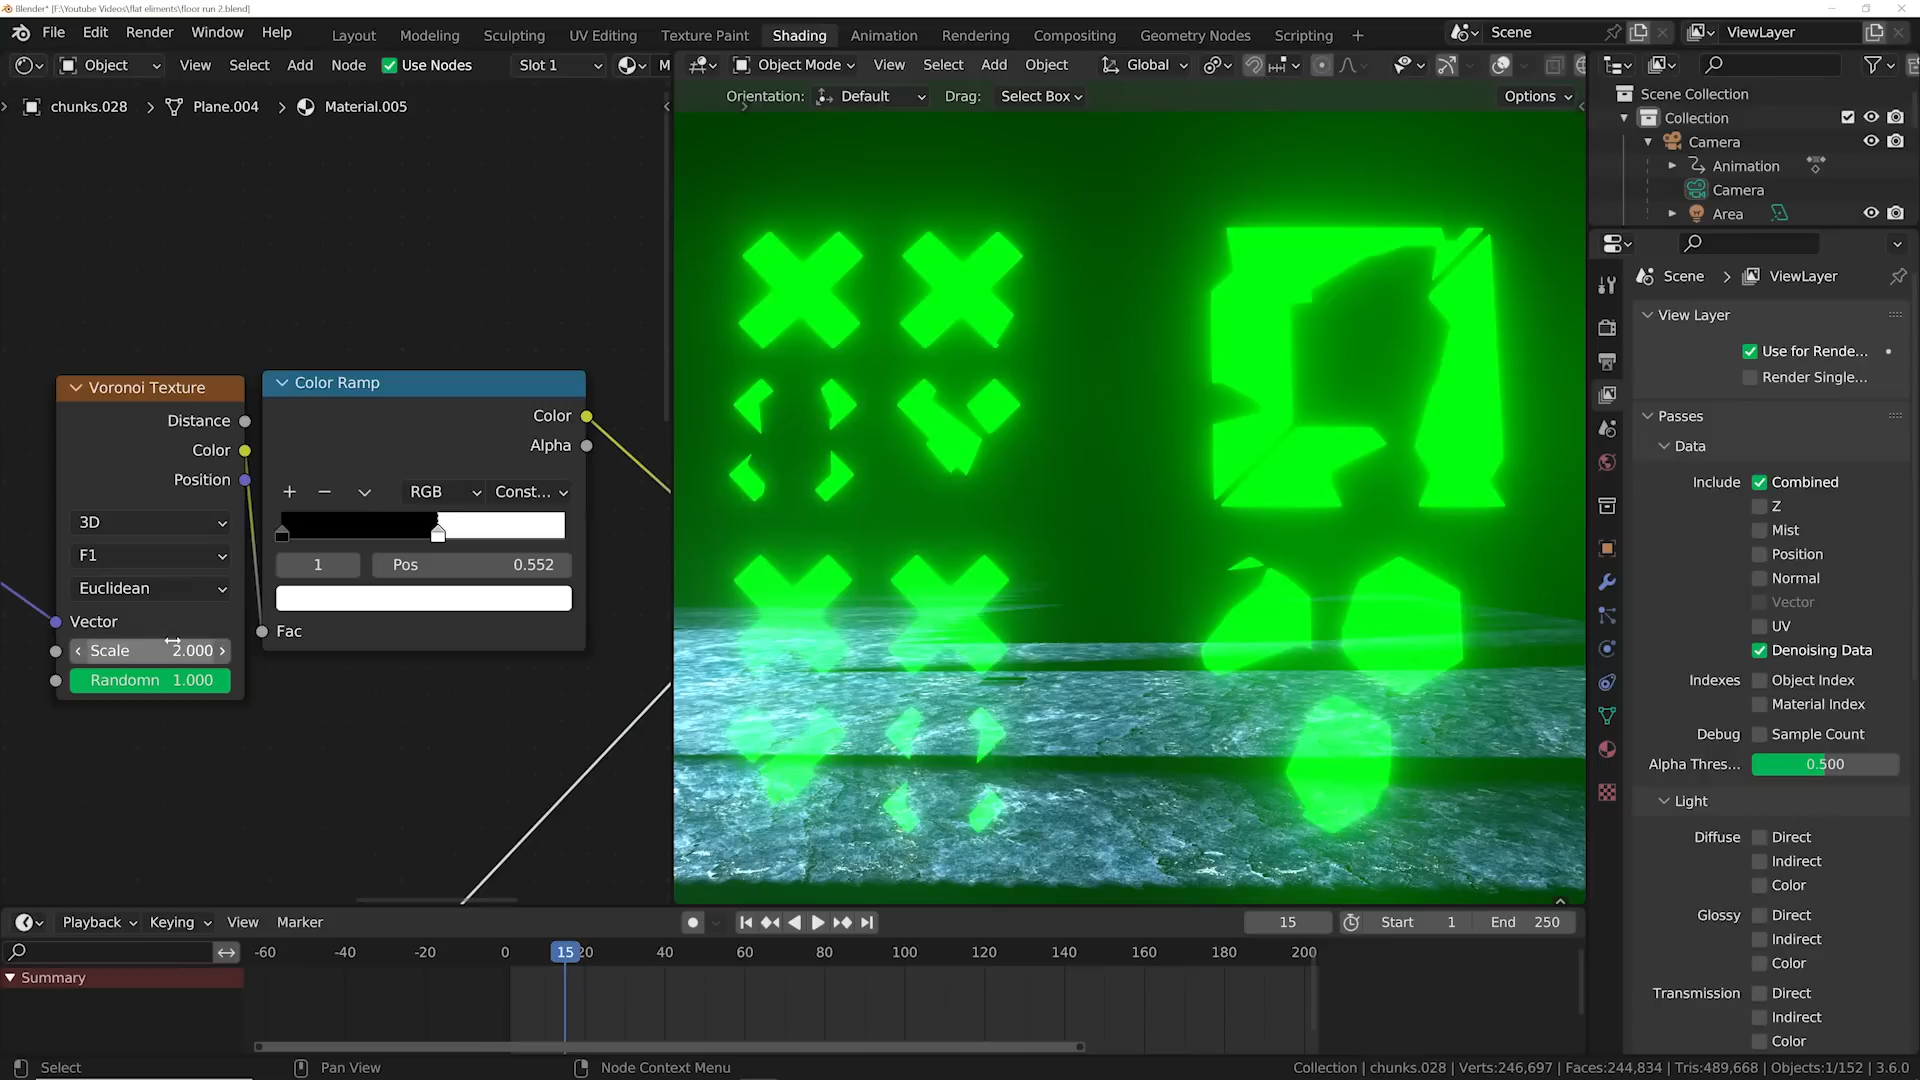 Blender* [F:\Youtube Videos\flat eliments\floor run 2.blend]
File Edit Render Window Help Layout Modeling Sculpting UV Editing Texture Paint Shading Animation Rendering Compositing Geometry Nodes Scripting + Scene ViewLayer
Object View Select Add Node Use Nodes Slot 1 M
Object Mode View Select Add Object Global
chunks.028 > Plane.004 > Material.005
Orientation: Default Drag: Select Box Options
Scene Collection
Collection
Camera
Animation
Camera
Area
Scene > ViewLayer
View Layer
Use for Rende...
Render Single...
Passes
Data
Include Combined
Z
Mist
Position
Normal
Vector
UV
Denoising Data
Indexes Object Index
Material Index
Debug Sample Count
Alpha Thres... 0.500
Light
Diffuse Direct
Indirect
Color
Glossy Direct
Indirect
Color
Transmission Direct
Indirect
Color
Voronoi Texture
Distance
Color
Position
3D
F1
Euclidean
Vector
Scale 2.000
Randomn 1.000
Color Ramp
Color
Alpha
RGB Const...
1 Pos 0.552
Fac
Playback Keying View Marker 15 Start 1 End 250
-60 -40 -20 0 15 20 40 60 80 100 120 140 160 180 200
Summary
Select Pan View Node Context Menu Collection | chunks.028 | Verts:246,697 | Faces:244,834 | Tris:489,668 | Objects:1/152 | 3.6.0